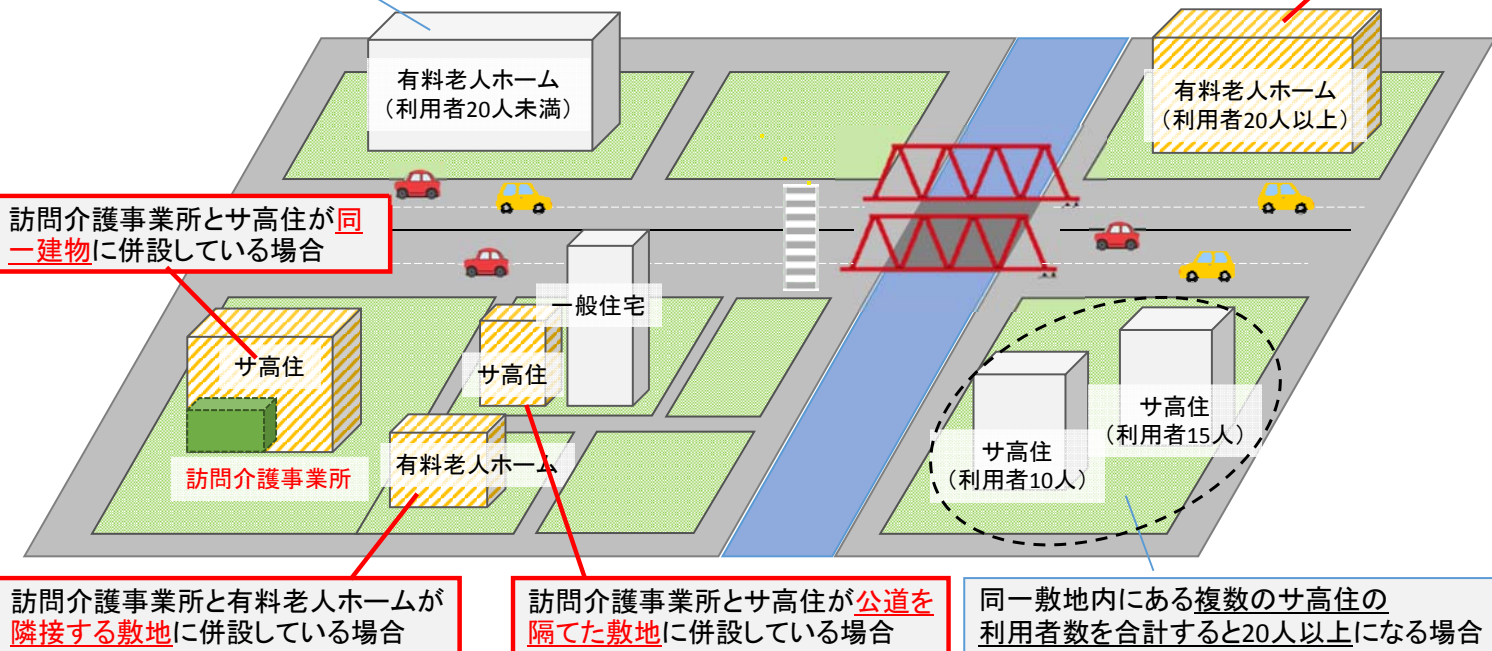 有料老人ホーム
（利用者20人未満）
有料老人ホーム
（利用者20人以上）
訪問介護事業所とサ高住が同
一建物に併設している場合
一般住宅
サ高住
サ高住
サ高住
（利用者15人）
有料老人ホーム
サ高住
（利用者10人）
訪問介護事業所
訪問介護事業所と有料老人ホームが
隣接する敷地に併設している場合
訪問介護事業所とサ高住が公道を
隔てた敷地に併設している場合
同一敷地内にある複数のサ高住の
利用者数を合計すると20人以上になる場合